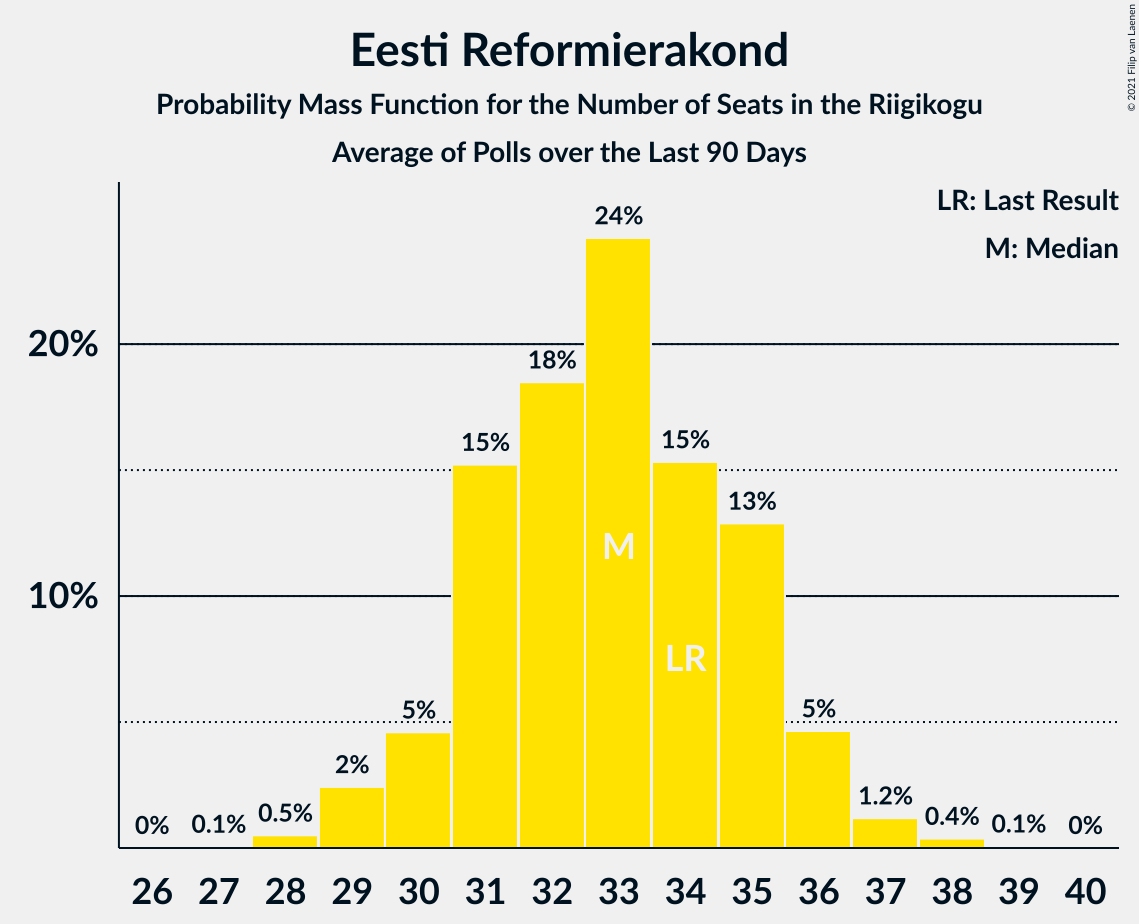 Eesti Reformierakond
Probability Mass Function for the Number of Seats in the Riigikogu
Average of Polls over the Last 90 Days
© 2021 Filip van Laenen
LR: Last Result
M: Median
20%
10%
0%
0.1%
0.5%
2%
5%
15%
18%
24%
15%
13%
5%
1.2%
0.4%
0.1%
0%
M
LR
26 27 28 29 30 31 32 33 34 35 36 37 38 39 40